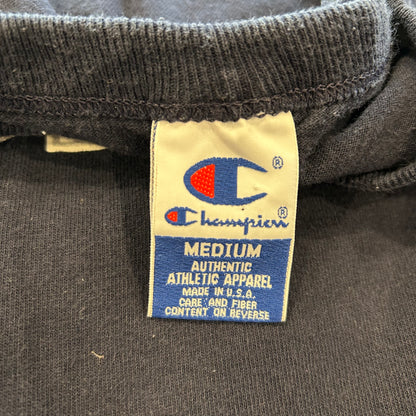 ®
Champion®
MEDIUM
AUTHENTIC
ATHLETIC APPAREL
MADE IN U.S.A.
CARE AND FIBER
CONTENT ON REVERSE